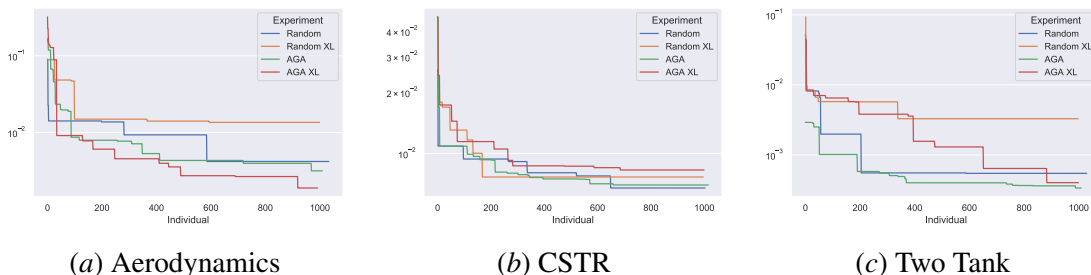 Experiment
Random
Random XL
AGA
AGA XL
10⁻¹
10⁻²
0 200 400 600 800 1000
Individual
(a) Aerodynamics
Experiment
Random
Random XL
AGA
AGA XL
4 × 10⁻²
3 × 10⁻²
2 × 10⁻²
10⁻²
0 200 400 600 800 1000
Individual
(b) CSTR
Experiment
Random
Random XL
AGA
AGA XL
10⁻¹
10⁻²
10⁻³
0 200 400 600 800 1000
Individual
(c) Two Tank